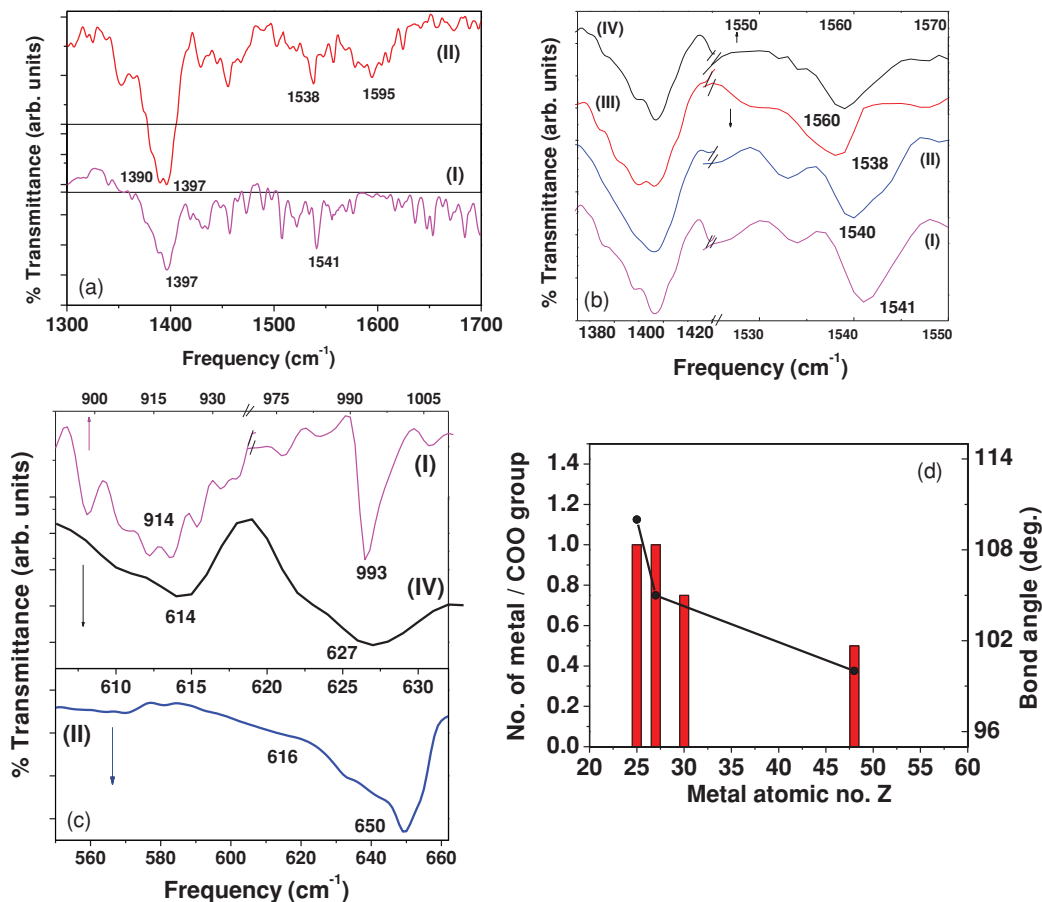 % Transmittance (arb. units)
(II)
1538
1595
1390
1397
(I)
1397
1541
(a)
1300 1400 1500 1600 1700
Frequency (cm-1)
1550 1560 1570
% Transmittance (arb. units)
(IV)
(III)
1560
1538
(II)
1540
(I)
1541
(b)
1380 1400 1420 1530 1540 1550
Frequency (cm-1)
900 915 930 975 990 1005
% Transmittance (arb. units)
(I)
914
993
(IV)
614
627
610 615 620 625 630
(II)
616
650
(c)
560 580 600 620 640 660
Frequency (cm-1)
No. of metal / COO group
1.4
1.2
1.0
0.8
0.6
0.4
0.2
0.0
(d)
114
108
102
96
Bond angle (deg.)
20 25 30 35 40 45 50 55 60
Metal atomic no. Z